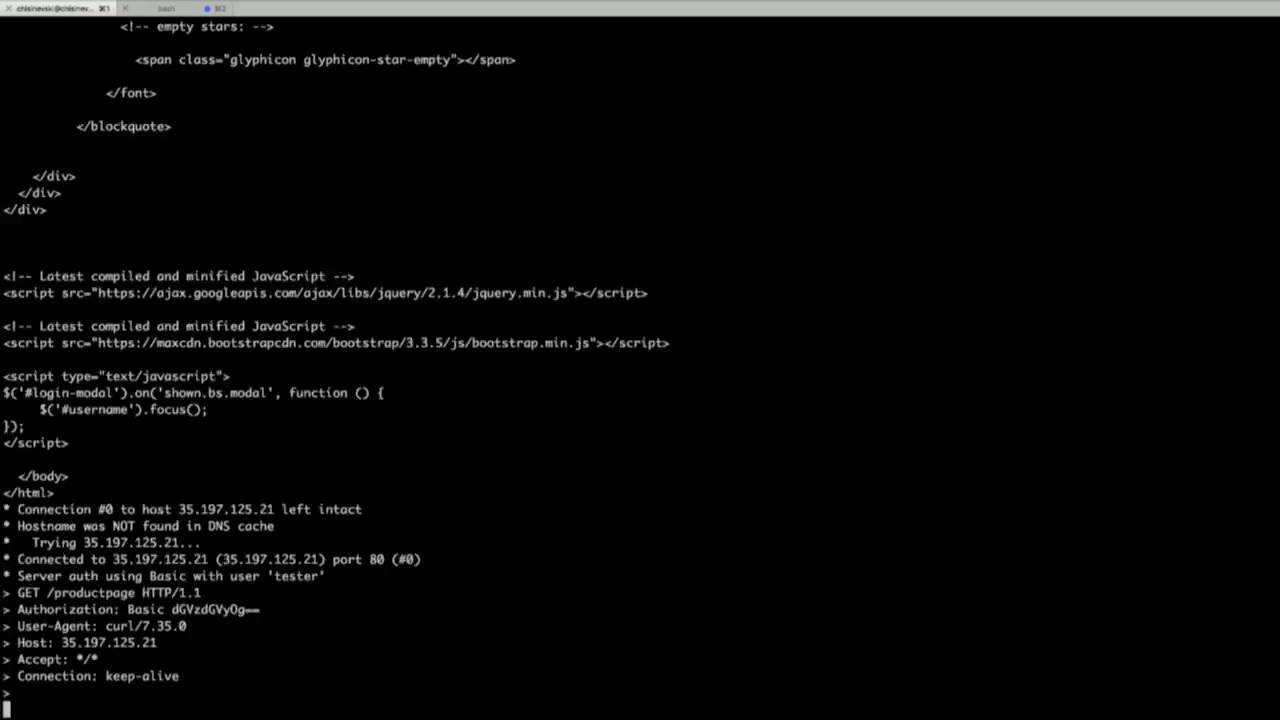 chisinevski@chisinev... ⌘1
bash ⌘2
<!-- empty stars: -->
<span class="glyphicon glyphicon-star-empty"></span>
</font>
</blockquote>
</div>
</div>
</div>
<!-- Latest compiled and minified JavaScript -->
<script src="https://ajax.googleapis.com/ajax/libs/jquery/2.1.4/jquery.min.js"></script>
<!-- Latest compiled and minified JavaScript -->
<script src="https://maxcdn.bootstrapcdn.com/bootstrap/3.3.5/js/bootstrap.min.js"></script>
<script type="text/javascript">
$('#login-modal').on('shown.bs.modal', function () {
$('#username').focus();
});
</script>
</body>
</html>
* Connection #0 to host 35.197.125.21 left intact
* Hostname was NOT found in DNS cache
* Trying 35.197.125.21...
* Connected to 35.197.125.21 (35.197.125.21) port 80 (#0)
* Server auth using Basic with user 'tester'
> GET /productpage HTTP/1.1
> Authorization: Basic dGVzdGVyOg==
> User-Agent: curl/7.35.0
> Host: 35.197.125.21
> Accept: */*
> Connection: keep-alive
>